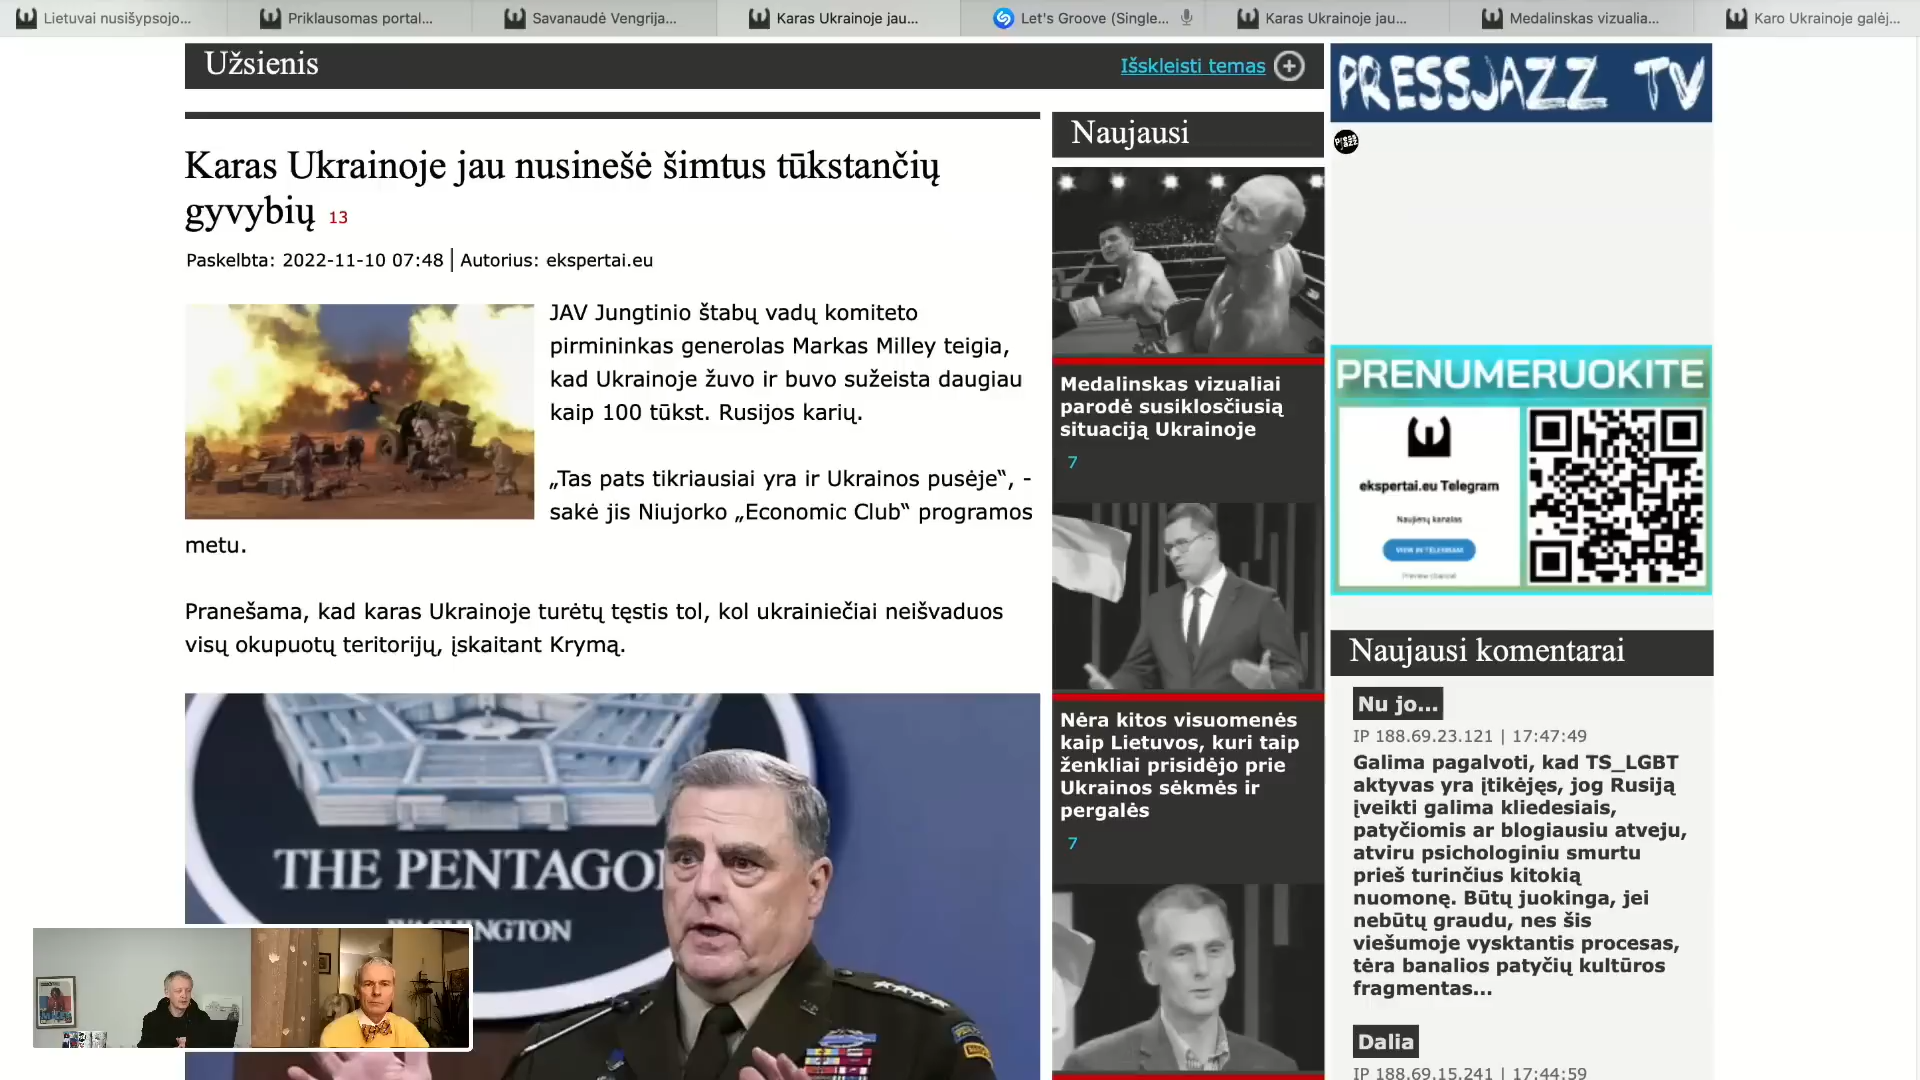 Lietuvai nusišypsojo...
Priklausomas portal...
Savanaudė Vengrija...
Karas Ukrainoje jau...
Let's Groove (Single...
Karas Ukrainoje jau...
Medalinskas vizualia...
Karo Ukrainoje galėj...
Užsienis
Išskleisti temas
PRESSJAZZ TV
Naujausi
Karas Ukrainoje jau nusinešė šimtus tūkstančių
gyvybių 13
Paskelbta: 2022-11-10 07:48 | Autorius: ekspertai.eu
JAV Jungtinio štabų vadų komiteto
pirmininkas generolas Markas Milley teigia,
kad Ukrainoje žuvo ir buvo sužeista daugiau
kaip 100 tūkst. Rusijos karių.
„Tas pats tikriausiai yra ir Ukrainos pusėje“, -
sakė jis Niujorko „Economic Club“ programos
metu.
Pranešama, kad karas Ukrainoje turėtų tęstis tol, kol ukrainiečiai neišvaduos
visų okupuotų teritorijų, įskaitant Krymą.
THE PENTAGO
NGTON
Medalinskas vizualiai
parodė susiklosčiusią
situaciją Ukrainoje
7
Nėra kitos visuomenės
kaip Lietuvos, kuri taip
ženkliai prisidėjo prie
Ukrainos sėkmės ir
pergalės
7
PRENUMERUOKITE
ekspertai.eu Telegram
Naujienų kanalas
VIEW IN TELEGRAM
Preview channel
Naujausi komentarai
Nu jo...
IP 188.69.23.121 | 17:47:49
Galima pagalvoti, kad TS_LGBT
aktyvas yra įtikėjęs, jog Rusiją
įveikti galima kliedesiais,
patyčiomis ar blogiausiu atveju,
atviru psichologiniu smurtu
prieš turinčius kitokią
nuomonę. Būtų juokinga, jei
nebūtų graudu, nes šis
viešumoje vysktantis procesas,
tėra banalios patyčių kultūros
fragmentas...
Dalia
IP 188.69.15.241 | 17:44:59